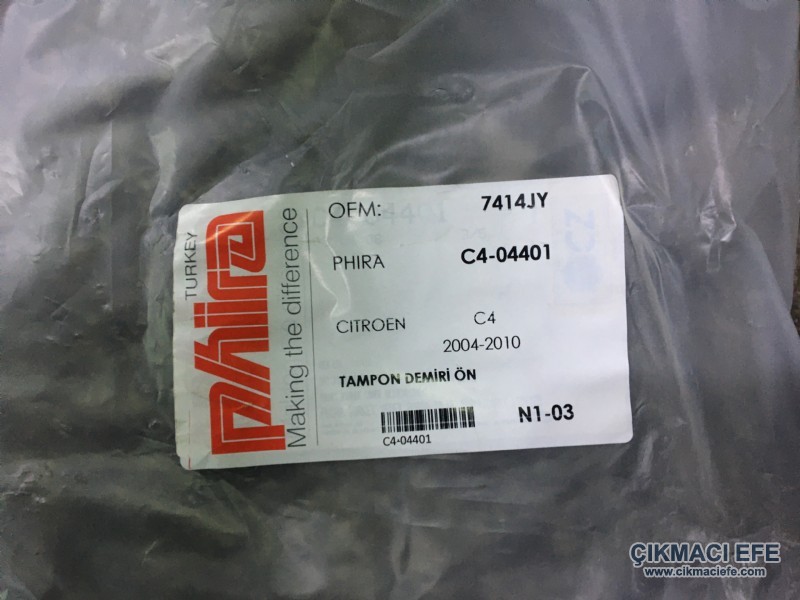 TURKEY
phira
Making the difference
OEM: 7414JY
PHIRA C4-04401
CITROEN C4
2004-2010
TAMPON DEMİRİ ÖN
N1-03
C4-04401
ÇIKMACI EFE
www.cikmaciefe.com